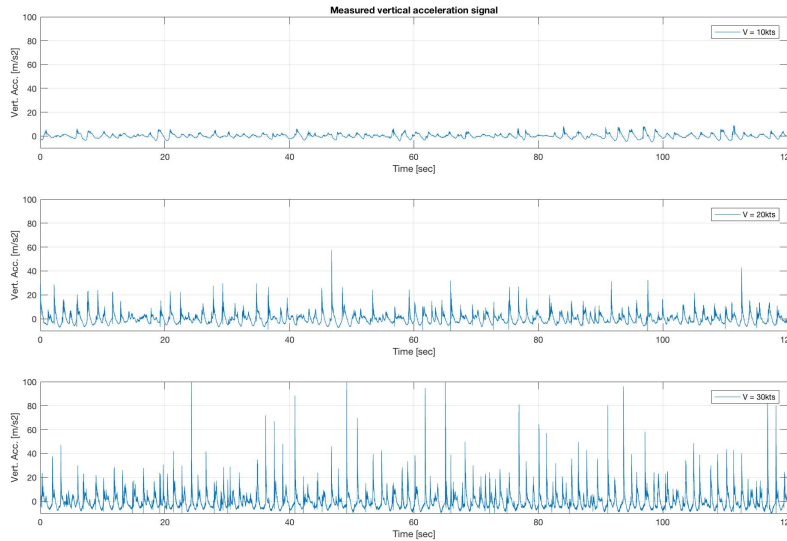 Measured vertical acceleration signal
V = 10kts
Vert. Acc. [m/s2]
100
80
60
40
20
0
0 20 40 60 80 100 120
Time [sec]
V = 20kts
Vert. Acc. [m/s2]
100
80
60
40
20
0
0 20 40 60 80 100 120
Time [sec]
V = 30kts
Vert. Acc. [m/s2]
100
80
60
40
20
0
0 20 40 60 80 100 120
Time [sec]